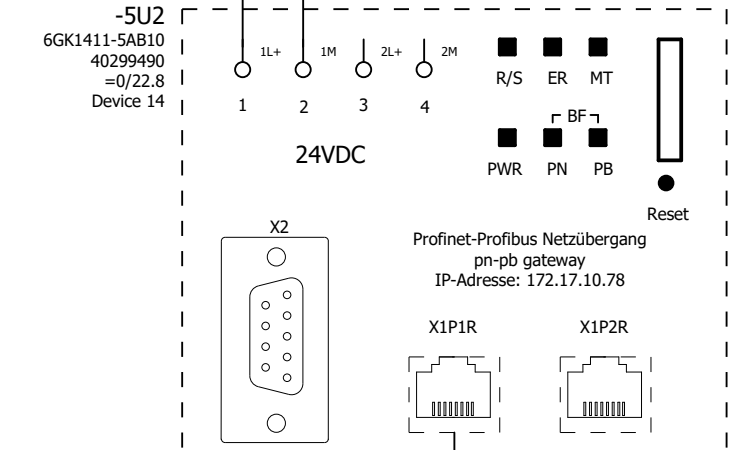 -5U2
6GK1411-5AB10
40299490
=0/22.8
Device 14
1L+ 1M 2L+ 2M
1 2 3 4
24VDC
R/S ER MT
BF
PWR PN PB
Reset
Profinet-Profibus Netzübergang
pn-pb gateway
IP-Adresse: 172.17.10.78
X2
X1P1R X1P2R